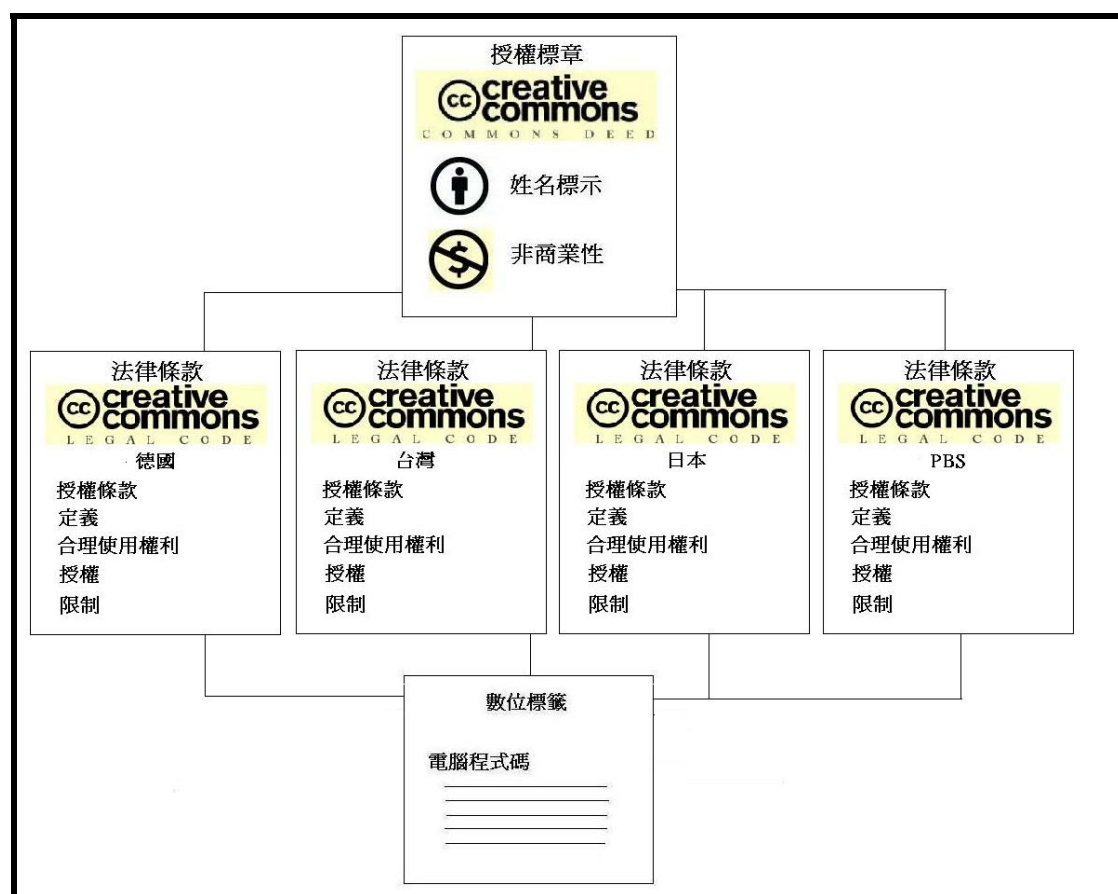 授權標章
cc creative commons
COMMONS DEED
姓名標示
$ 非商業性
法律條款
cc creative commons
LEGAL CODE
德國
授權條款
定義
合理使用權利
授權
限制
法律條款
cc creative commons
LEGAL CODE
台灣
授權條款
定義
合理使用權利
授權
限制
法律條款
cc creative commons
LEGAL CODE
日本
授權條款
定義
合理使用權利
授權
限制
法律條款
cc creative commons
LEGAL CODE
PBS
授權條款
定義
合理使用權利
授權
限制
數位標籤
電腦程式碼